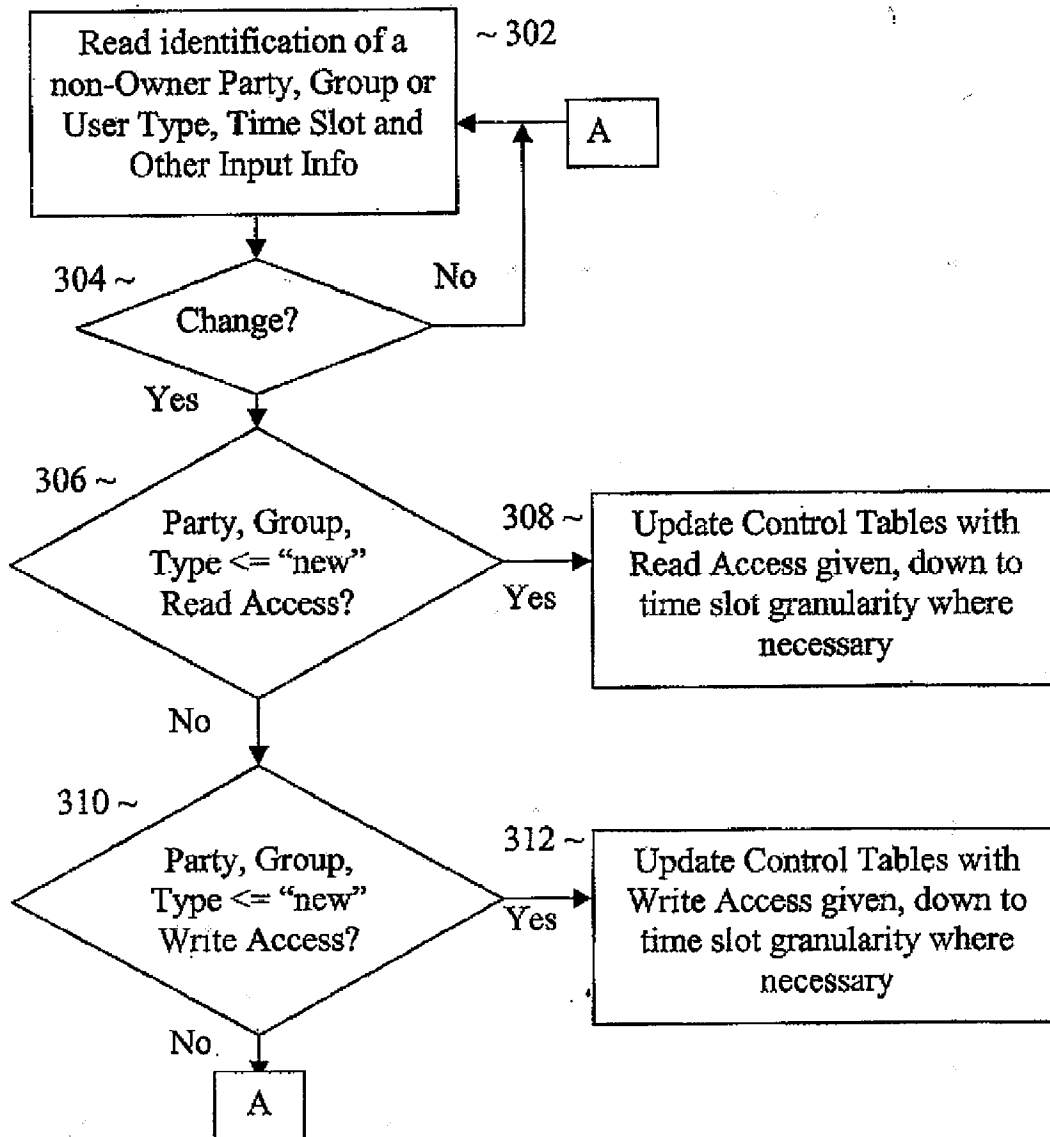 Read identification of a
non-Owner Party, Group or
User Type, Time Slot and
Other Input Info
~ 302
A
304 ~
Change?
No
Yes
306 ~
Party, Group,
Type <= “new”
Read Access?
Yes
308 ~
Update Control Tables with
Read Access given, down to
time slot granularity where
necessary
No
310 ~
Party, Group,
Type <= “new”
Write Access?
Yes
312 ~
Update Control Tables with
Write Access given, down to
time slot granularity where
necessary
No
A